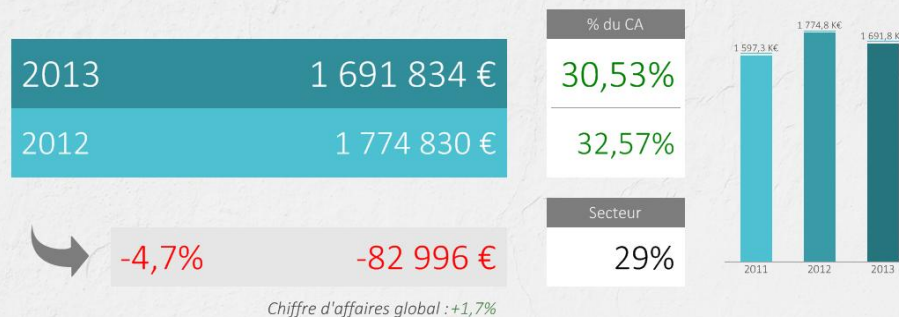 % du CA
2013 1 691 834 € 30,53%
2012 1 774 830 € 32,57%
Secteur
-4,7% -82 996 € 29%
Chiffre d'affaires global : +1,7%
1 597,3 K€ 1 774,8 K€ 1 691,8 K
2011 2012 2013